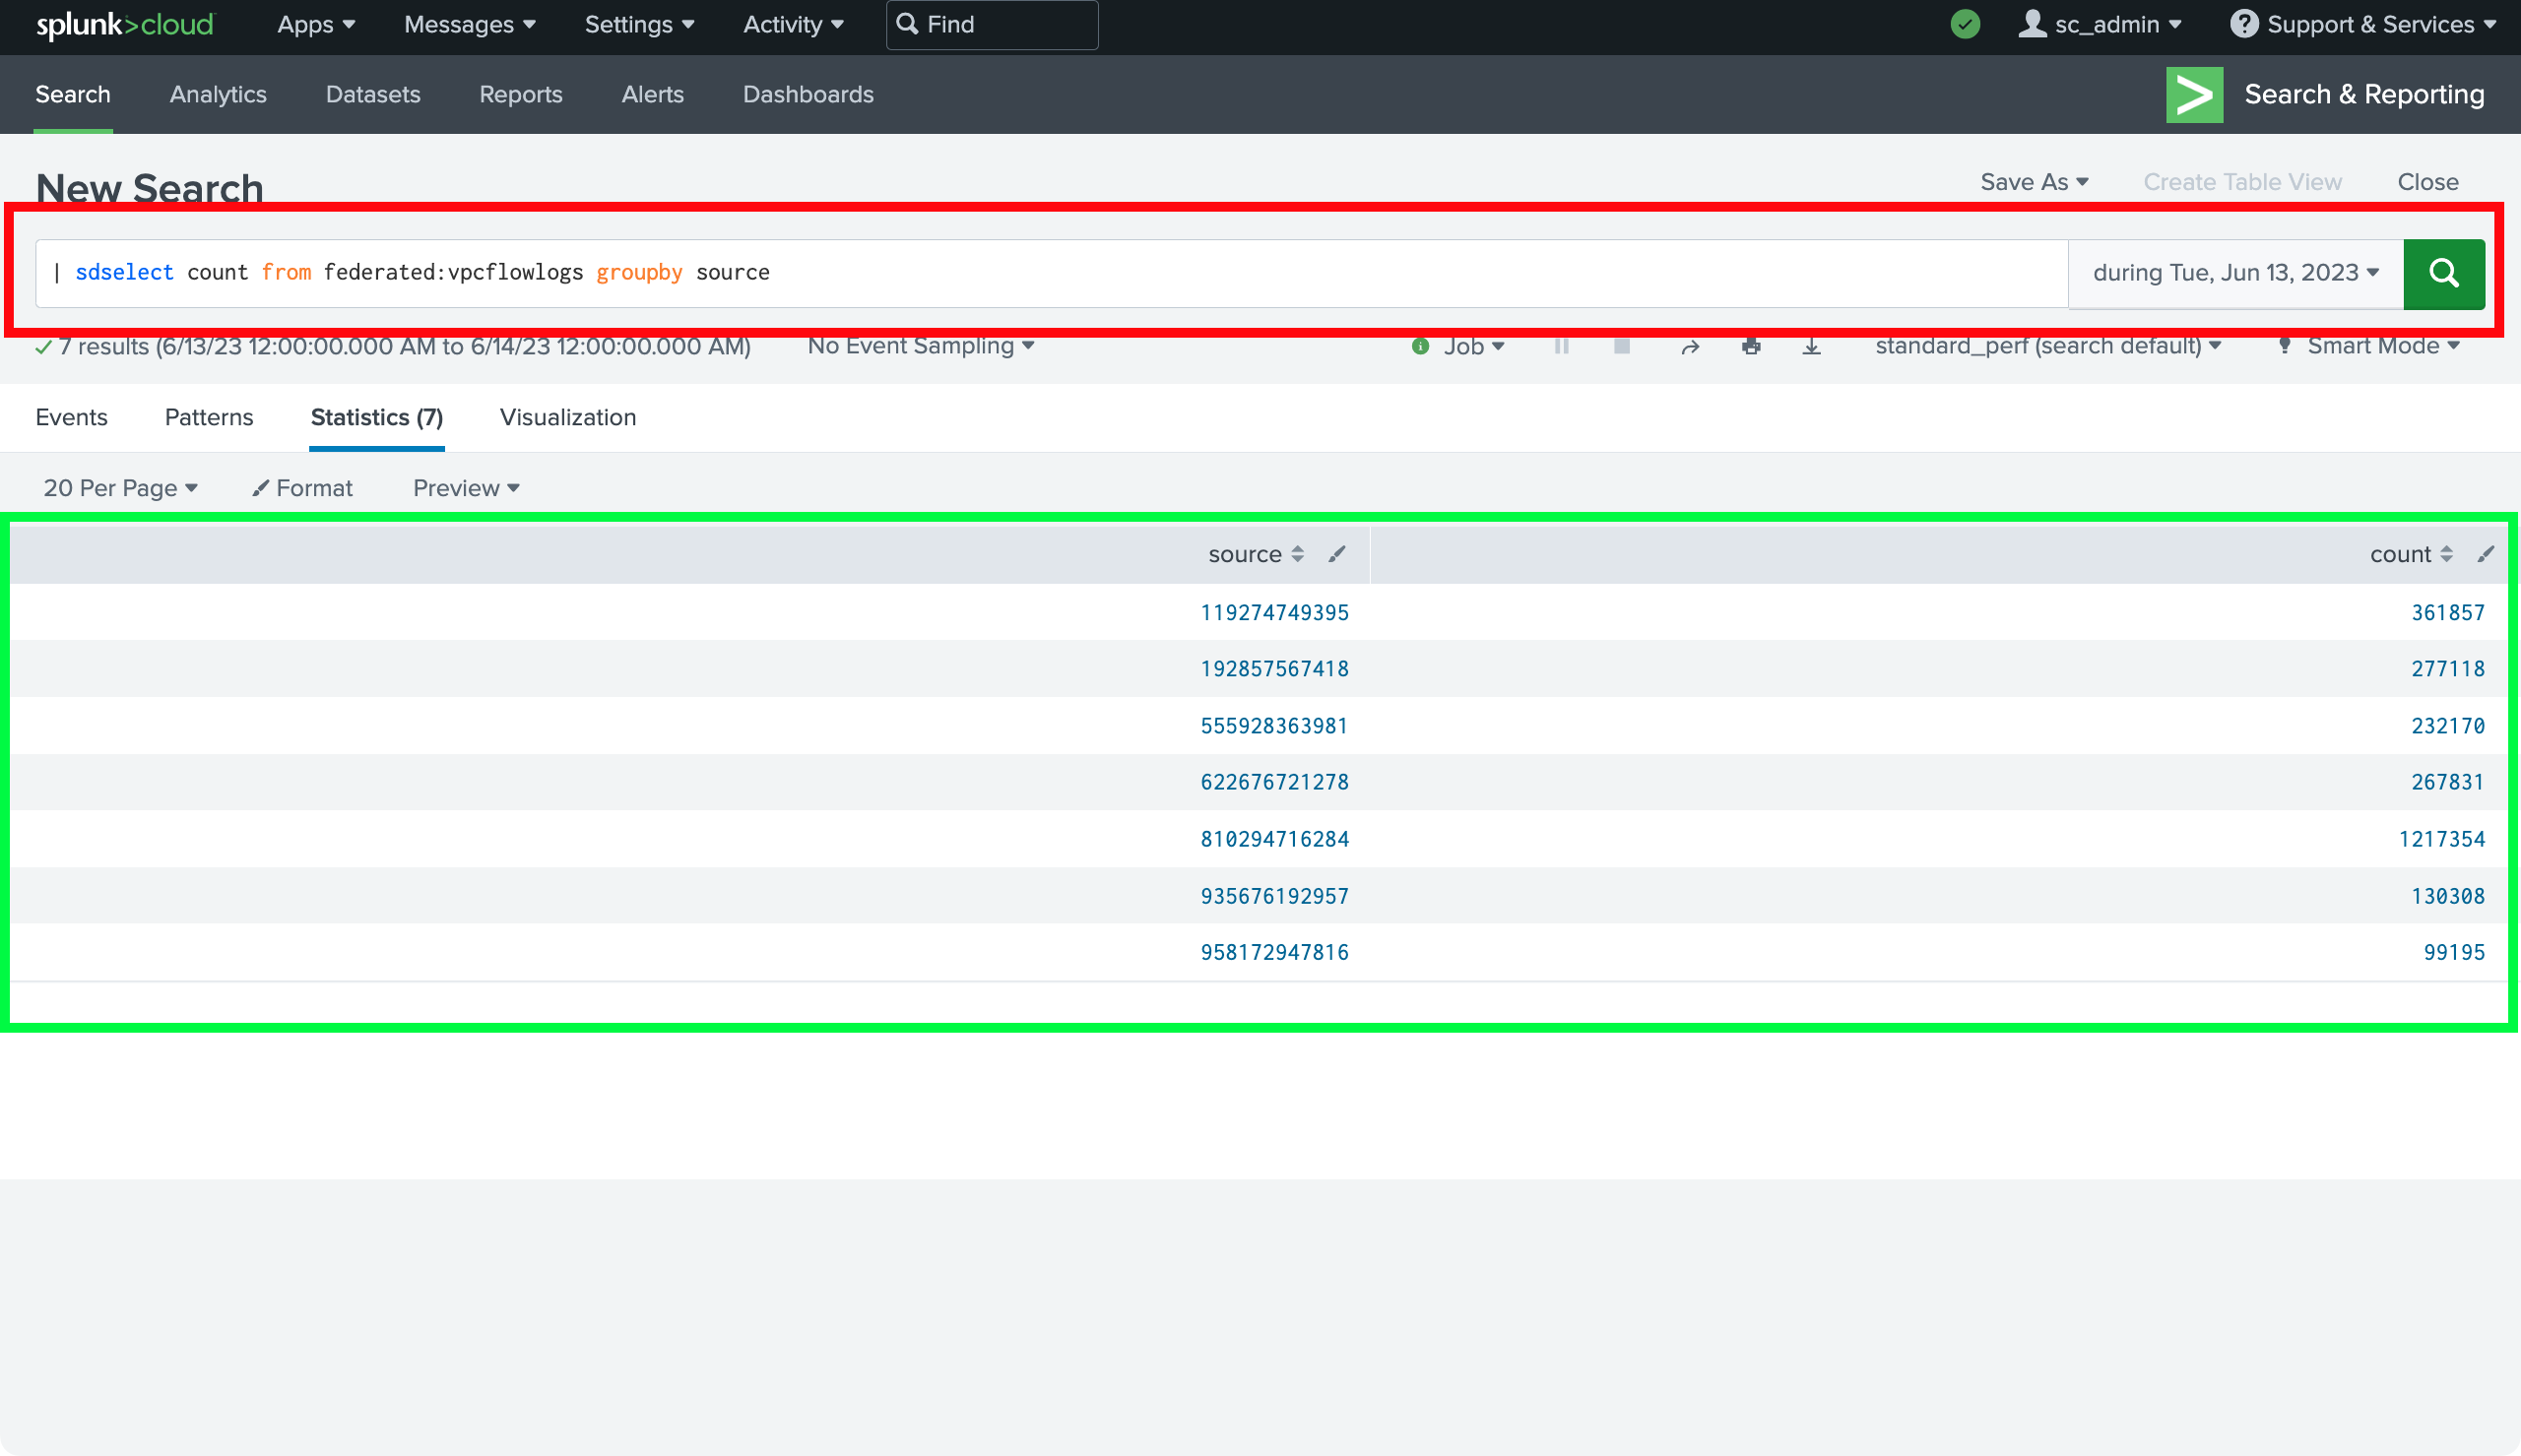 splunk>cloud Apps Messages Settings Activity Find sc_admin Support & Services
Search Analytics Datasets Reports Alerts Dashboards Search & Reporting
New Search Save As Create Table View Close
| sdselect count from federated:vpcflowlogs groupby source during Tue, Jun 13, 2023
7 results (6/13/23 12:00:00.000 AM to 6/14/23 12:00:00.000 AM) No Event Sampling Job standard_perf (search default) Smart Mode
Events Patterns Statistics (7) Visualization
20 Per Page Format Preview
source count
119274749395 361857
192857567418 277118
555928363981 232170
622676721278 267831
810294716284 1217354
935676192957 130308
958172947816 99195